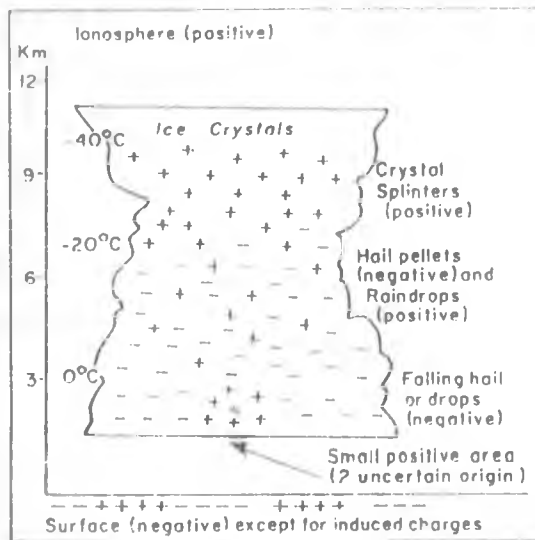 Ionosphere (positive)
Km
12
-40°C
Ice Crystals
9
Crystal
Splinters
(positive)
-20°C
Hail pellets
(negative) and
Raindrops
(positive)
6
0°C
3
Falling hail
or drops
(negative)
Small positive area
(? uncertain origin)
Surface (negative) except for induced charges